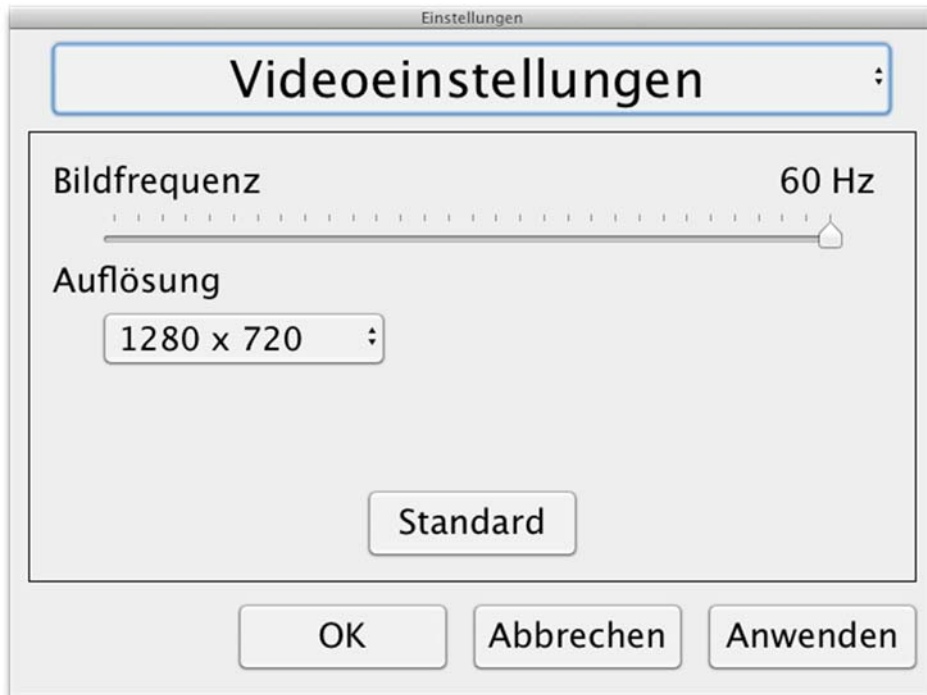 Einstellungen
Videoeinstellungen
Bildfrequenz 60 Hz
Auflösung
1280 x 720
Standard
OK Abbrechen Anwenden